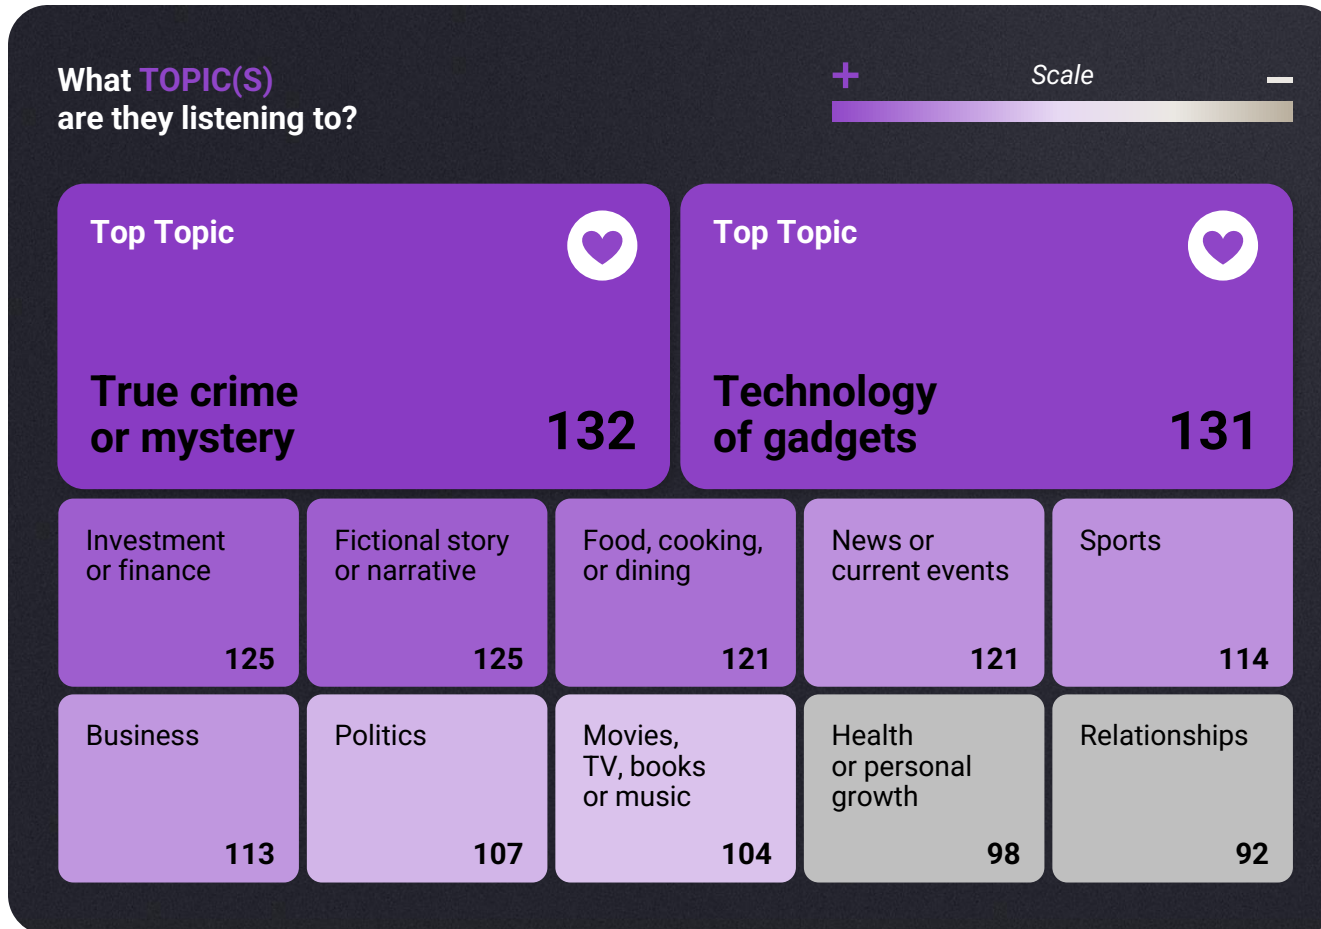 What TOPIC(S)
are they listening to?
+ Scale −
Top Topic
True crime
or mystery
132
Top Topic
Technology
of gadgets
131
Investment
or finance
125
Fictional story
or narrative
125
Food, cooking,
or dining
121
News or
current events
121
Sports
114
Business
113
Politics
107
Movies,
TV, books
or music
104
Health
or personal
growth
98
Relationships
92